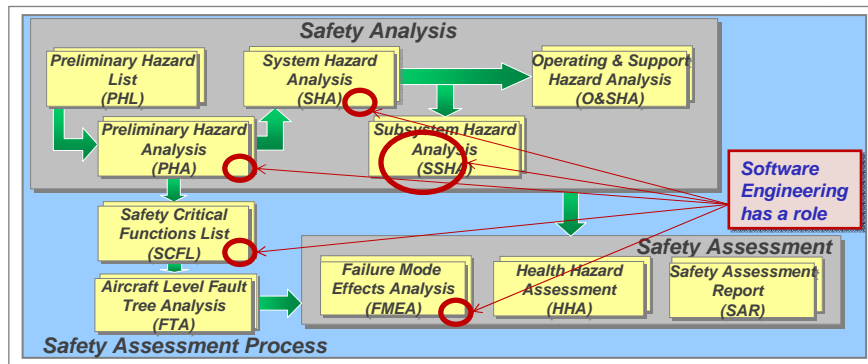 Safety Analysis
Preliminary Hazard
List
(PHL)
System Hazard
Analysis
(SHA)
Operating & Support
Hazard Analysis
(O&SHA)
Preliminary Hazard
Analysis
(PHA)
Subsystem Hazard
Analysis
(SSHA)
Software
Engineering
has a role
Safety Critical
Functions List
(SCFL)
Safety Assessment
Failure Mode
Effects Analysis
(FMEA)
Health Hazard
Assessment
(HHA)
Safety Assessment
Report
(SAR)
Aircraft Level Fault
Tree Analysis
(FTA)
Safety Assessment Process